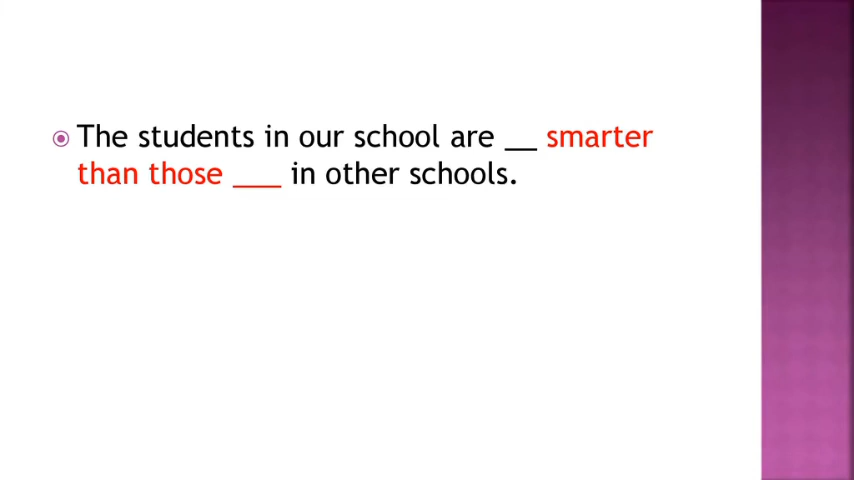 The students in our school are __ smarter
than those ___ in other schools.